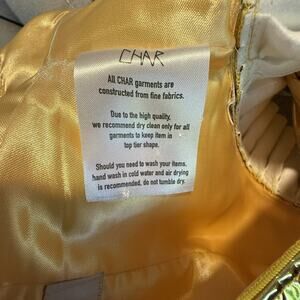 CHAR
All CHAR garments are
constructed from fine fabrics.
Due to the high quality,
we recommend dry clean only for all
garments to keep item in
top tier shape.
Should you need to wash your items,
hand wash in cold water and air drying
is recommended, do not tumble dry.